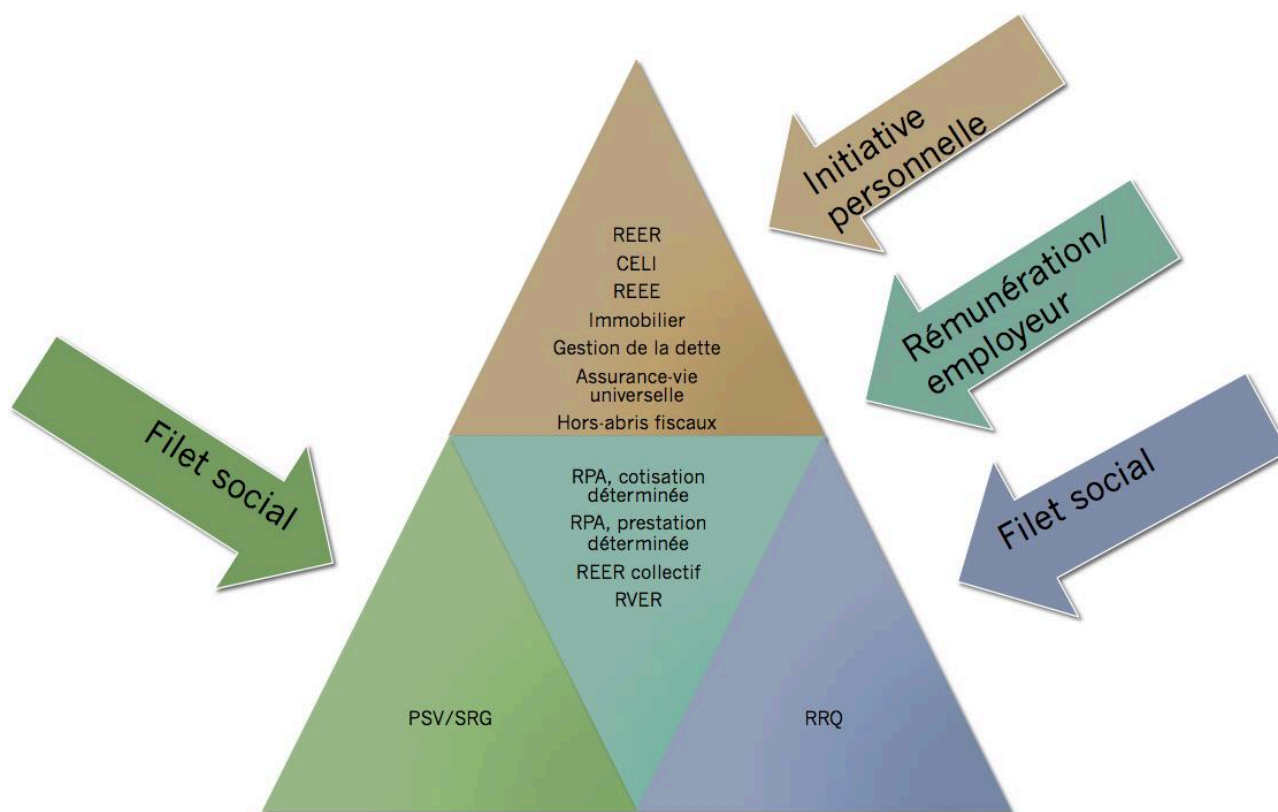 Initiative
personnelle
Rémunération/
employeur
Filet social
Filet social
REER
CELI
REEE
Immobilier
Gestion de la dette
Assurance-vie
universelle
Hors-abris fiscaux
RPA, cotisation
déterminée
RPA, prestation
déterminée
REER collectif
RVER
PSV/SRG
RRQ